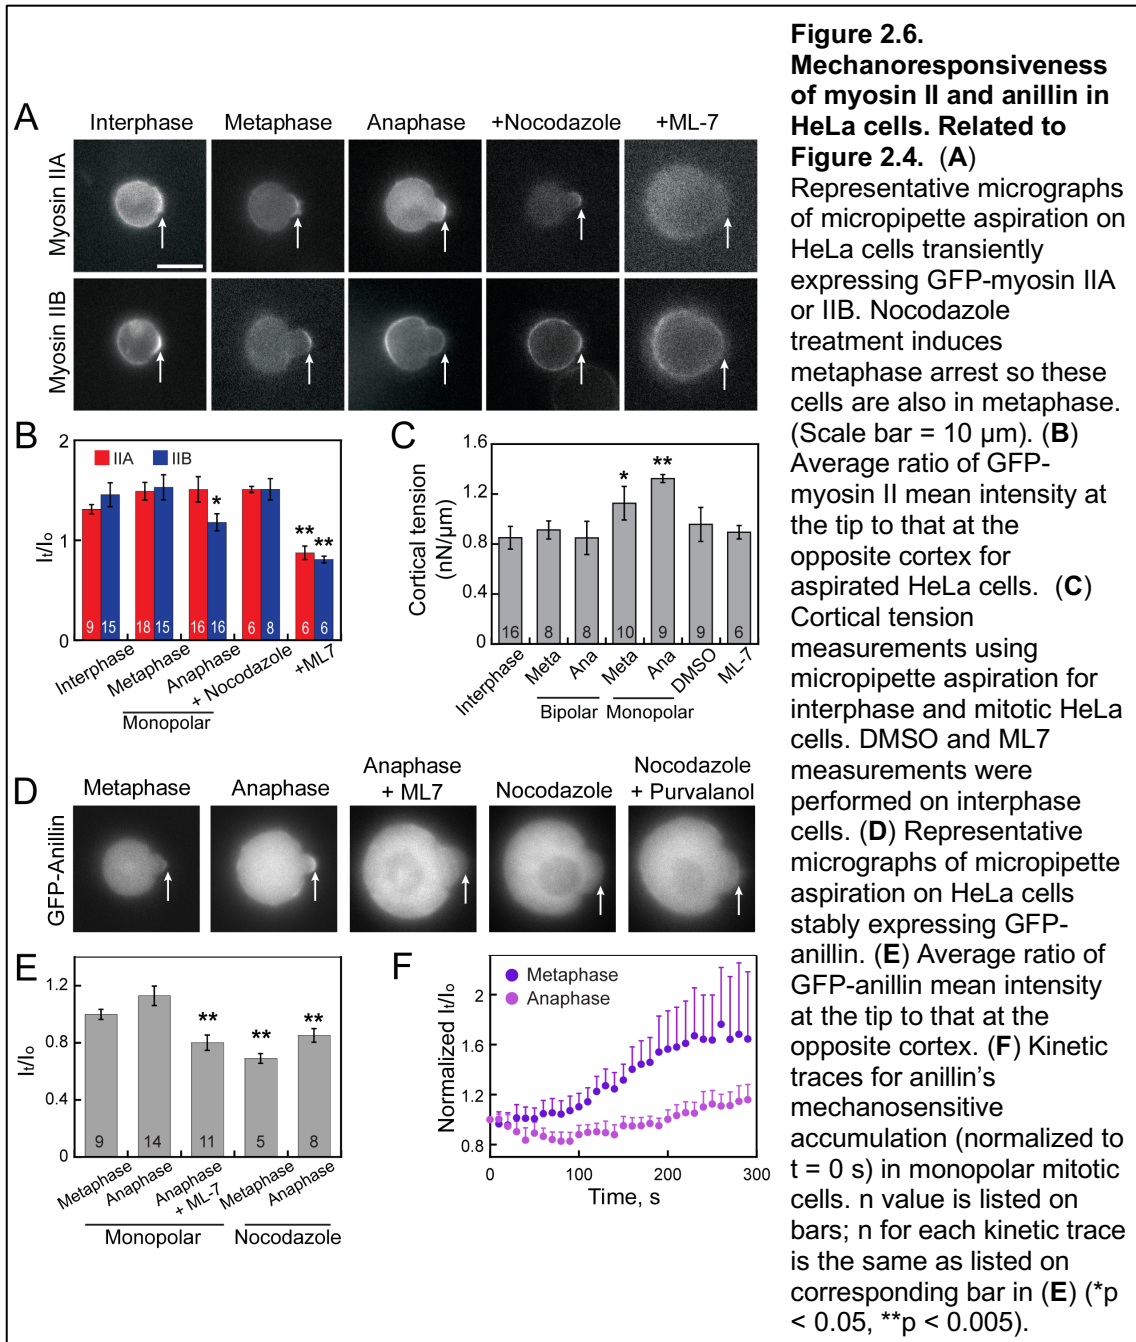 A
Interphase Metaphase Anaphase +Nocodazole +ML-7
Myosin IIA
Myosin IIB
B
2
1
0
It/Io
IIA IIB
*
** **
9 15 18 15 16 16 6 8 6 6
Interphase Metaphase Anaphase + Nocodazole +ML7
Monopolar
C
1.6
1.2
0.8
0.4
0
Cortical tension
(nN/µm)
* **
16 8 8 10 9 9 6
Interphase Meta Ana Meta Ana DMSO ML-7
Bipolar Monopolar
D
Metaphase Anaphase Anaphase + ML7 Nocodazole Nocodazole + Purvalanol
GFP-Anillin
E
1.2
0.8
0.4
0
It/Io
** ** **
9 14 11 5 8
Metaphase Anaphase Anaphase + ML-7 Metaphase Anaphase
Monopolar Nocodazole
F
Metaphase
Anaphase
2
1.6
1.2
0.8
Normalized It/Io
0 100 200 300
Time, s
Figure 2.6.
Mechanoresponsiveness
of myosin II and anillin in
HeLa cells. Related to
Figure 2.4. (A)
Representative micrographs
of micropipette aspiration on
HeLa cells transiently
expressing GFP-myosin IIA
or IIB. Nocodazole
treatment induces
metaphase arrest so these
cells are also in metaphase.
(Scale bar = 10 µm). (B)
Average ratio of GFP-
myosin II mean intensity at
the tip to that at the
opposite cortex for
aspirated HeLa cells. (C)
Cortical tension
measurements using
micropipette aspiration for
interphase and mitotic HeLa
cells. DMSO and ML7
measurements were
performed on interphase
cells. (D) Representative
micrographs of micropipette
aspiration on HeLa cells
stably expressing GFP-
anillin. (E) Average ratio of
GFP-anillin mean intensity
at the tip to that at the
opposite cortex. (F) Kinetic
traces for anillin’s
mechanosensitive
accumulation (normalized to
t = 0 s) in monopolar mitotic
cells. n value is listed on
bars; n for each kinetic trace
is the same as listed on
corresponding bar in (E) (*p
< 0.05, **p < 0.005).